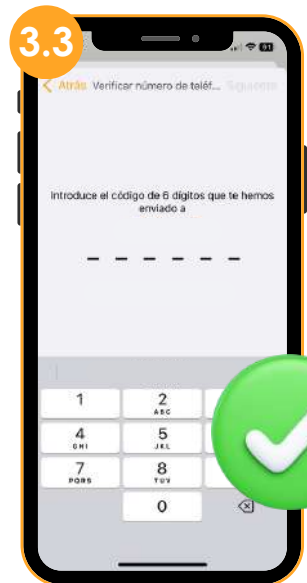 3.3
Atrás Verificar número de teléf... Siguiente
Introduce el código de 6 dígitos que te hemos
enviado a
1 2
ABC
4 5
GHI JKL
7 8
PQRS TUV
0